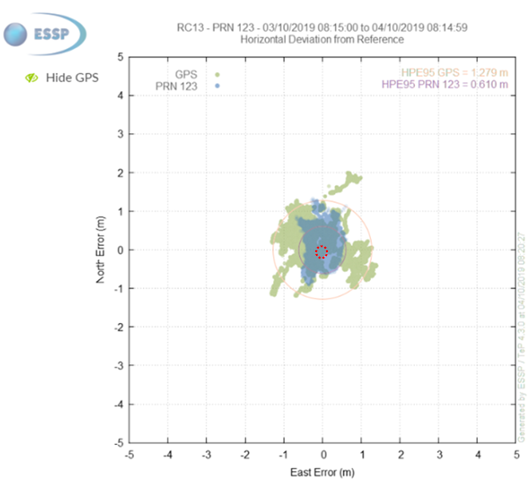 RC13 - PRN 123 - 03/10/2019 08:15:00 to 04/10/2019 08:14:59
Horizontal Deviation from Reference
ESSP
Hide GPS
GPS
PRN 123
HPE95 GPS = 1.279 m
HPE95 PRN 123 = 0.610 m
5
4
3
2
1
0
-1
-2
-3
-4
-5
North Error (m)
-5 -4 -3 -2 -1 0 1 2 3 4 5
East Error (m)
Generated by ESSP / TeP 4.3.0 at 04/10/2019 08:20:27